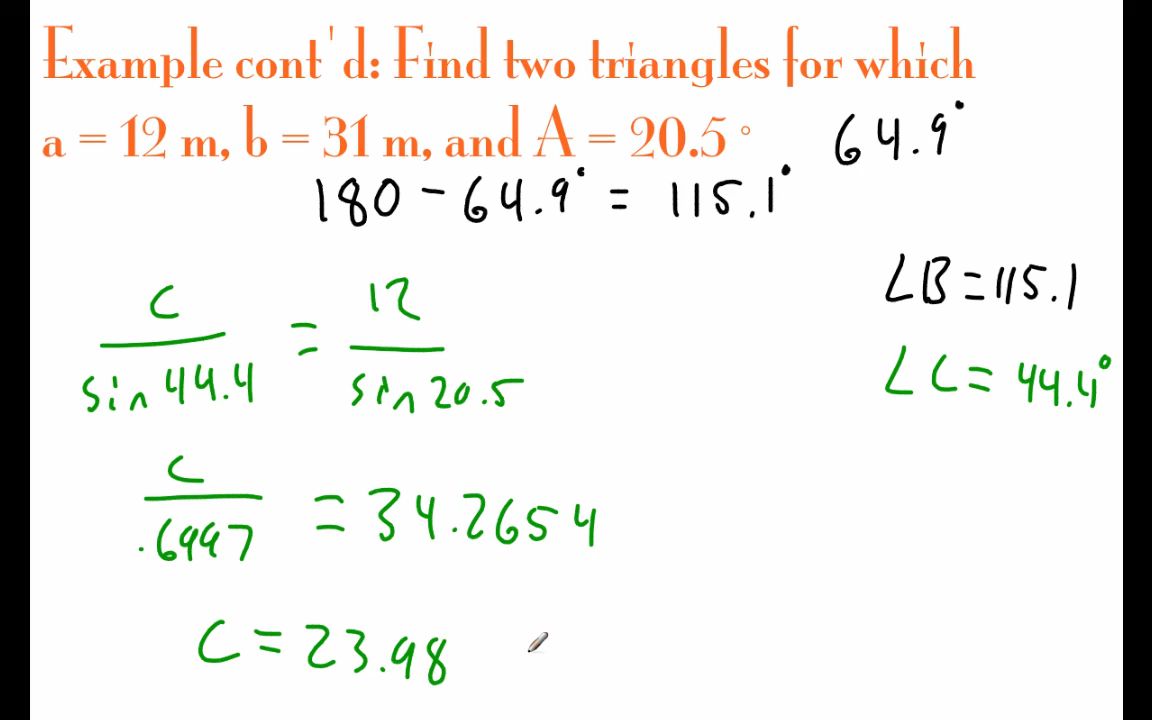 Example cont'd: Find two triangles for which
a = 12 m, b = 31 m, and A = 20.5° 64.9°
180 - 64.9° = 115.1°
∠B = 115.1
∠C = 44.4°
c / sin 44.4 = 12 / sin 20.5
c / .6997 = 34.2654
C = 23.98